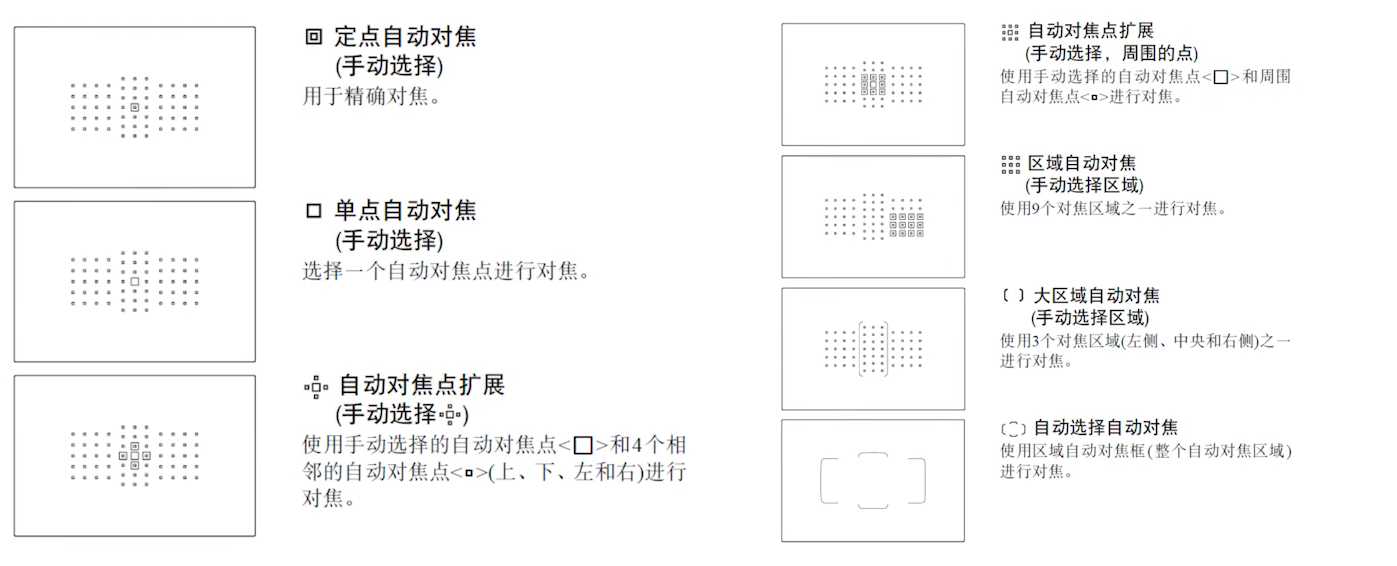 定点自动对焦
(手动选择)
用于精确对焦。
单点自动对焦
(手动选择)
选择一个自动对焦点进行对焦。
自动对焦点扩展
(手动选择)
使用手动选择的自动对焦点<□>和4个相
邻的自动对焦点<▫>(上、下、左和右)进行
对焦。
自动对焦点扩展
(手动选择，周围的点)
使用手动选择的自动对焦点<□>和周围
自动对焦点<▫>进行对焦。
区域自动对焦
(手动选择区域)
使用9个对焦区域之一进行对焦。
大区域自动对焦
(手动选择区域)
使用3个对焦区域(左侧、中央和右侧)之一
进行对焦。
自动选择自动对焦
使用区域自动对焦框(整个自动对焦区域)
进行对焦。